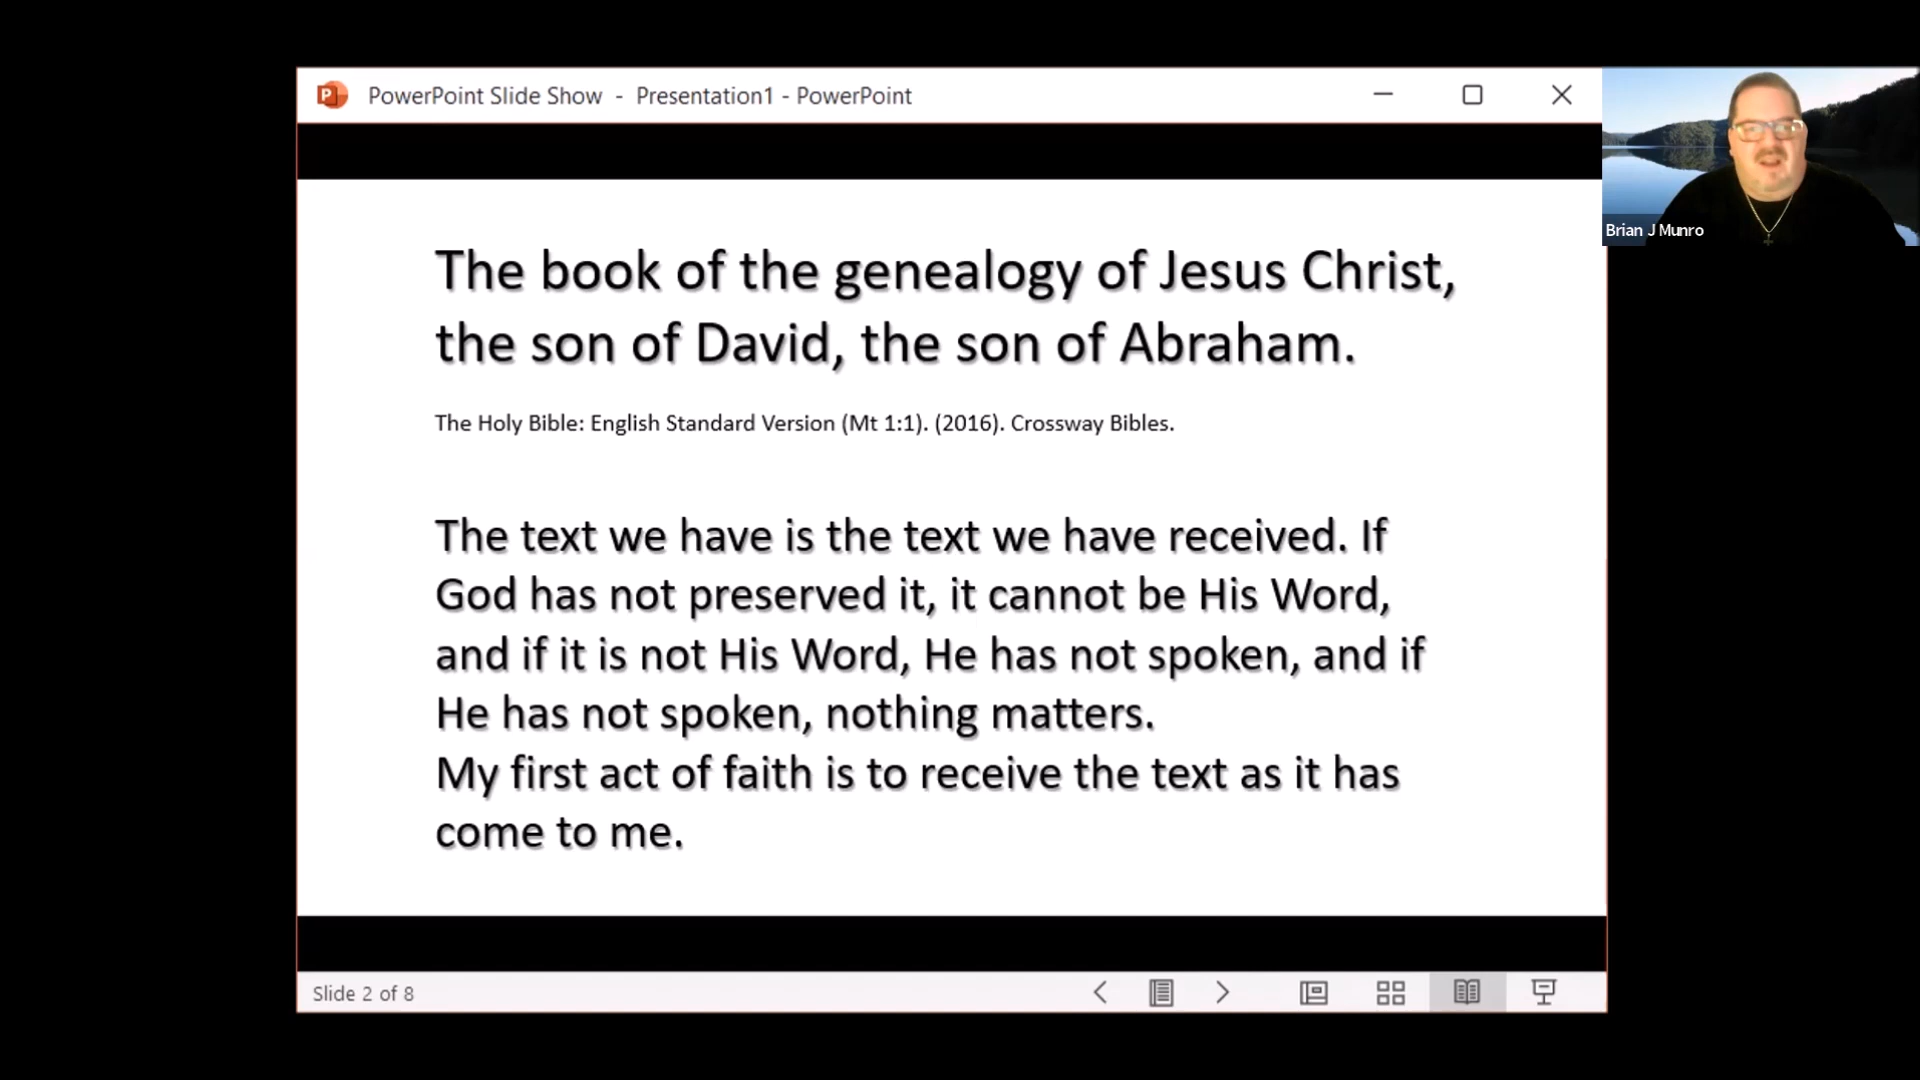 PowerPoint Slide Show - Presentation1 - PowerPoint
Brian J Munro
The book of the genealogy of Jesus Christ,
the son of David, the son of Abraham.
The Holy Bible: English Standard Version (Mt 1:1). (2016). Crossway Bibles.
The text we have is the text we have received. If
God has not preserved it, it cannot be His Word,
and if it is not His Word, He has not spoken, and if
He has not spoken, nothing matters.
My first act of faith is to receive the text as it has
come to me.
Slide 2 of 8